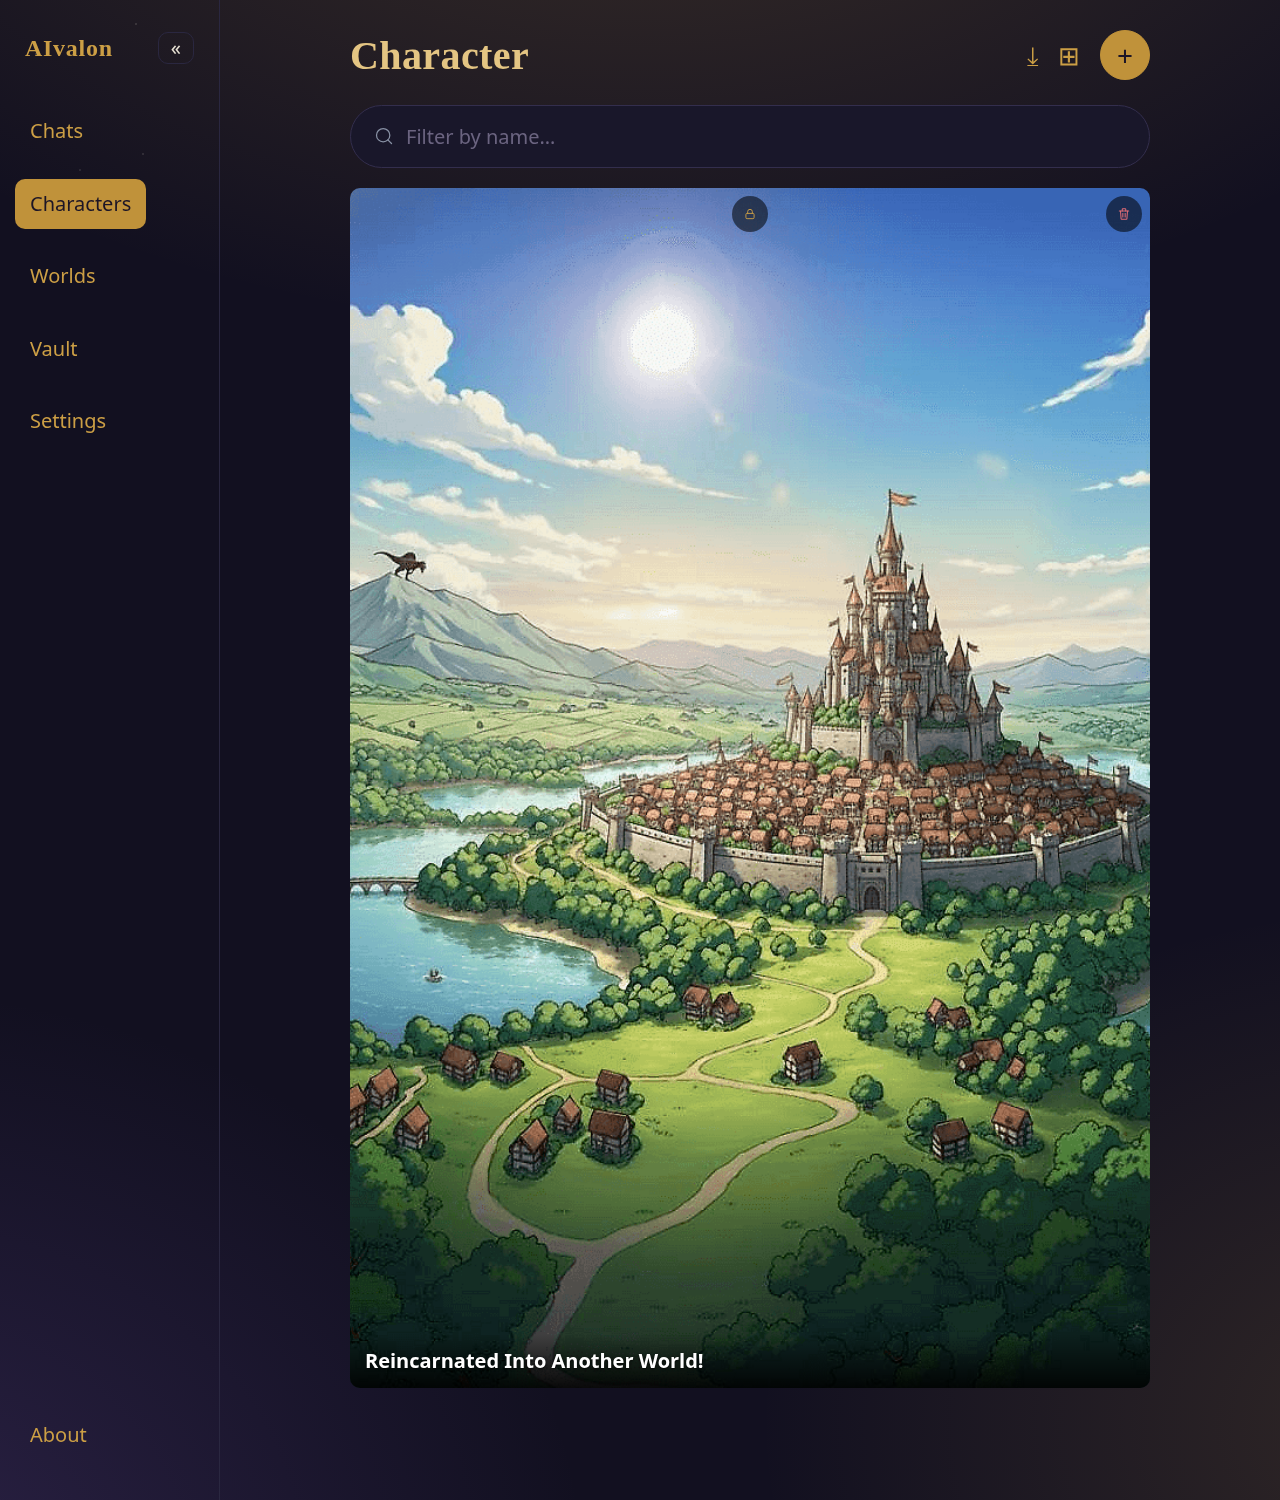 AIvalon
«
Chats
Characters
Worlds
Vault
Settings
About
Character
+
Filter by name...
Reincarnated Into Another World!